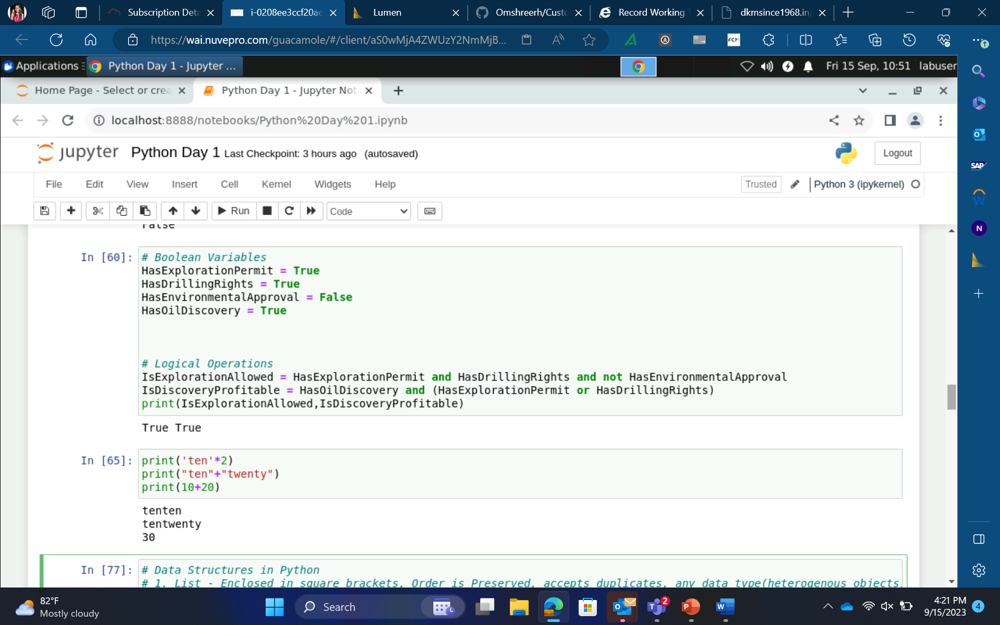 Subscription Deta
i-0208ee3ccf20ae
Lumen
Omshreerh/Custo
Record Working T
dkmsince1968.in/
https://wai.nuvepro.com/guacamole/#/client/aS0wMjA4ZWUzY2NmMjB...
FCM
Applications
Python Day 1 - Jupyter ...
Fri 15 Sep, 10:51 labuser
Home Page - Select or crea
Python Day 1 - Jupyter Not
localhost:8888/notebooks/Python%20Day%201.ipynb
jupyter Python Day 1 Last Checkpoint: 3 hours ago (autosaved)
Logout
File Edit View Insert Cell Kernel Widgets Help
Trusted
Python 3 (ipykernel)
Run
Code
False
In [60]: # Boolean Variables
HasExplorationPermit = True
HasDrillingRights = True
HasEnvironmentalApproval = False
HasOilDiscovery = True
# Logical Operations
IsExplorationAllowed = HasExplorationPermit and HasDrillingRights and not HasEnvironmentalApproval
IsDiscoveryProfitable = HasOilDiscovery and (HasExplorationPermit or HasDrillingRights)
print(IsExplorationAllowed,IsDiscoveryProfitable)
True True
In [65]: print('ten'*2)
print("ten"+"twenty")
print(10+20)
tenten
tentwenty
30
In [77]: # Data Structures in Python
# 1. List - Enclosed in square brackets, Order is Preserved, accepts duplicates, any data type(heterogenous objects,
SAP
N
82°F
Mostly cloudy
Search
2
4:21 PM
9/15/2023
4